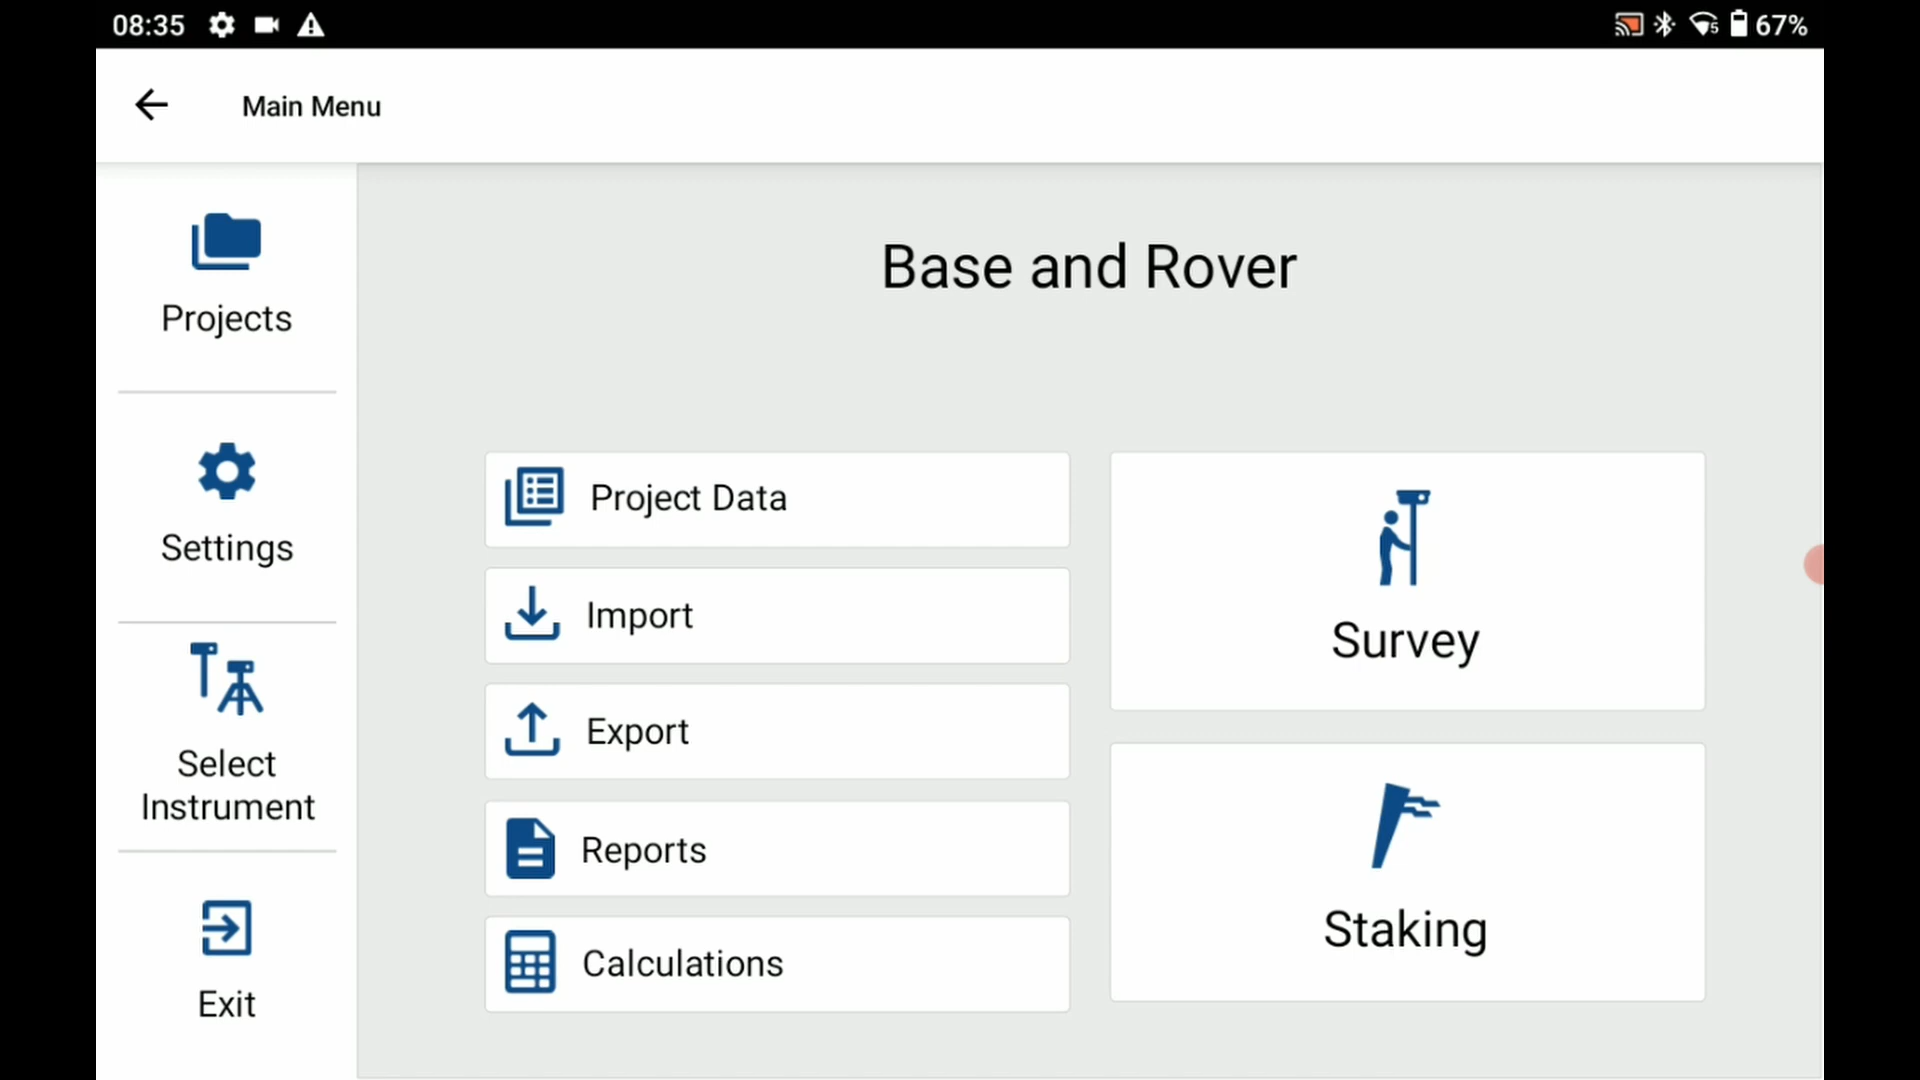 08:35
67%
Main Menu
Projects
Settings
Select
Instrument
Exit
Base and Rover
Project Data
Import
Export
Reports
Calculations
Survey
Staking